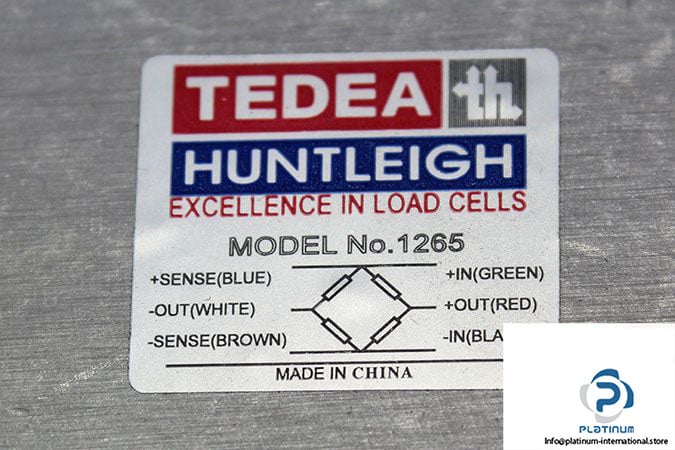 TEDEA th
HUNTLEIGH
EXCELLENCE IN LOAD CELLS
MODEL No.1265
+SENSE(BLUE) +IN(GREEN)
-OUT(WHITE) +OUT(RED)
-SENSE(BROWN) -IN(BLA
MADE IN CHINA
PLATINUM
Info@platinum-international.store